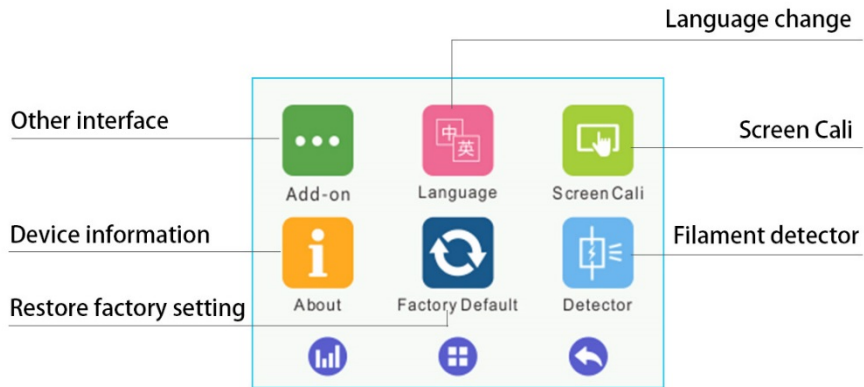 Language change
Other interface
中
英
Screen Cali
Add-on
Language
Screen Cali
Device information
Filament detector
i
Restore factory setting
About
Factory Default
Detector